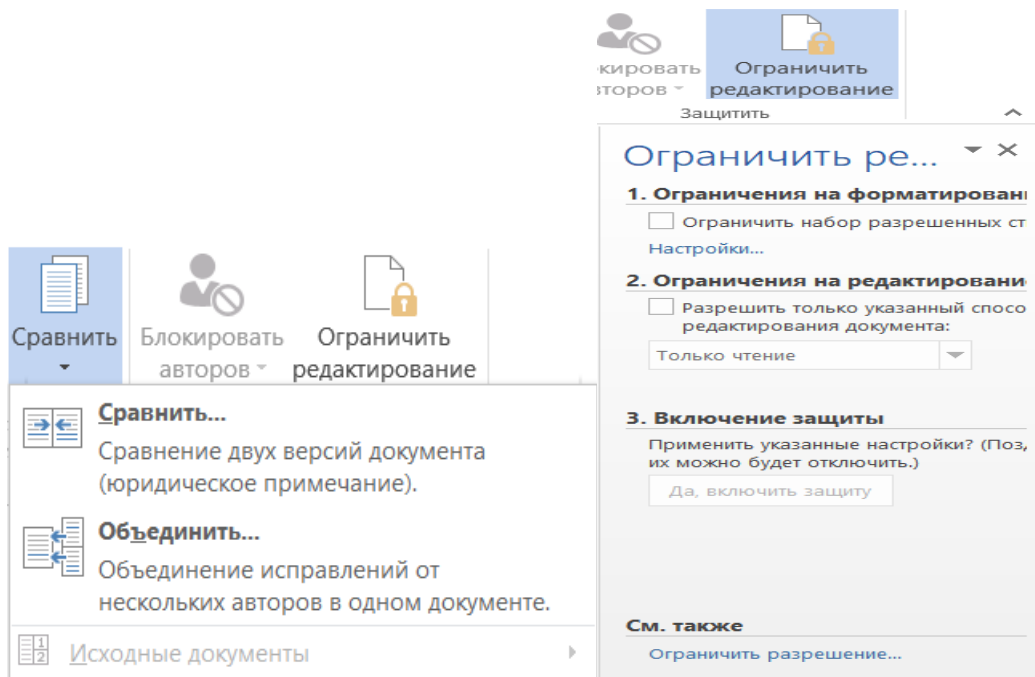 Сравнить
Блокировать
авторов
Ограничить
редактирование
Сравнить...
Сравнение двух версий документа
(юридическое примечание).
Объединить...
Объединение исправлений от
нескольких авторов в одном документе.
Исходные документы
кировать
второв
Ограничить
редактирование
Защитить
Ограничить ре...
1. Ограничения на форматировани
Ограничить набор разрешенных ст
Настройки...
2. Ограничения на редактировани
Разрешить только указанный спосо
редактирования документа:
Только чтение
3. Включение защиты
Применить указанные настройки? (Поз,
их можно будет отключить.)
Да, включить защиту
См. также
Ограничить разрешение...